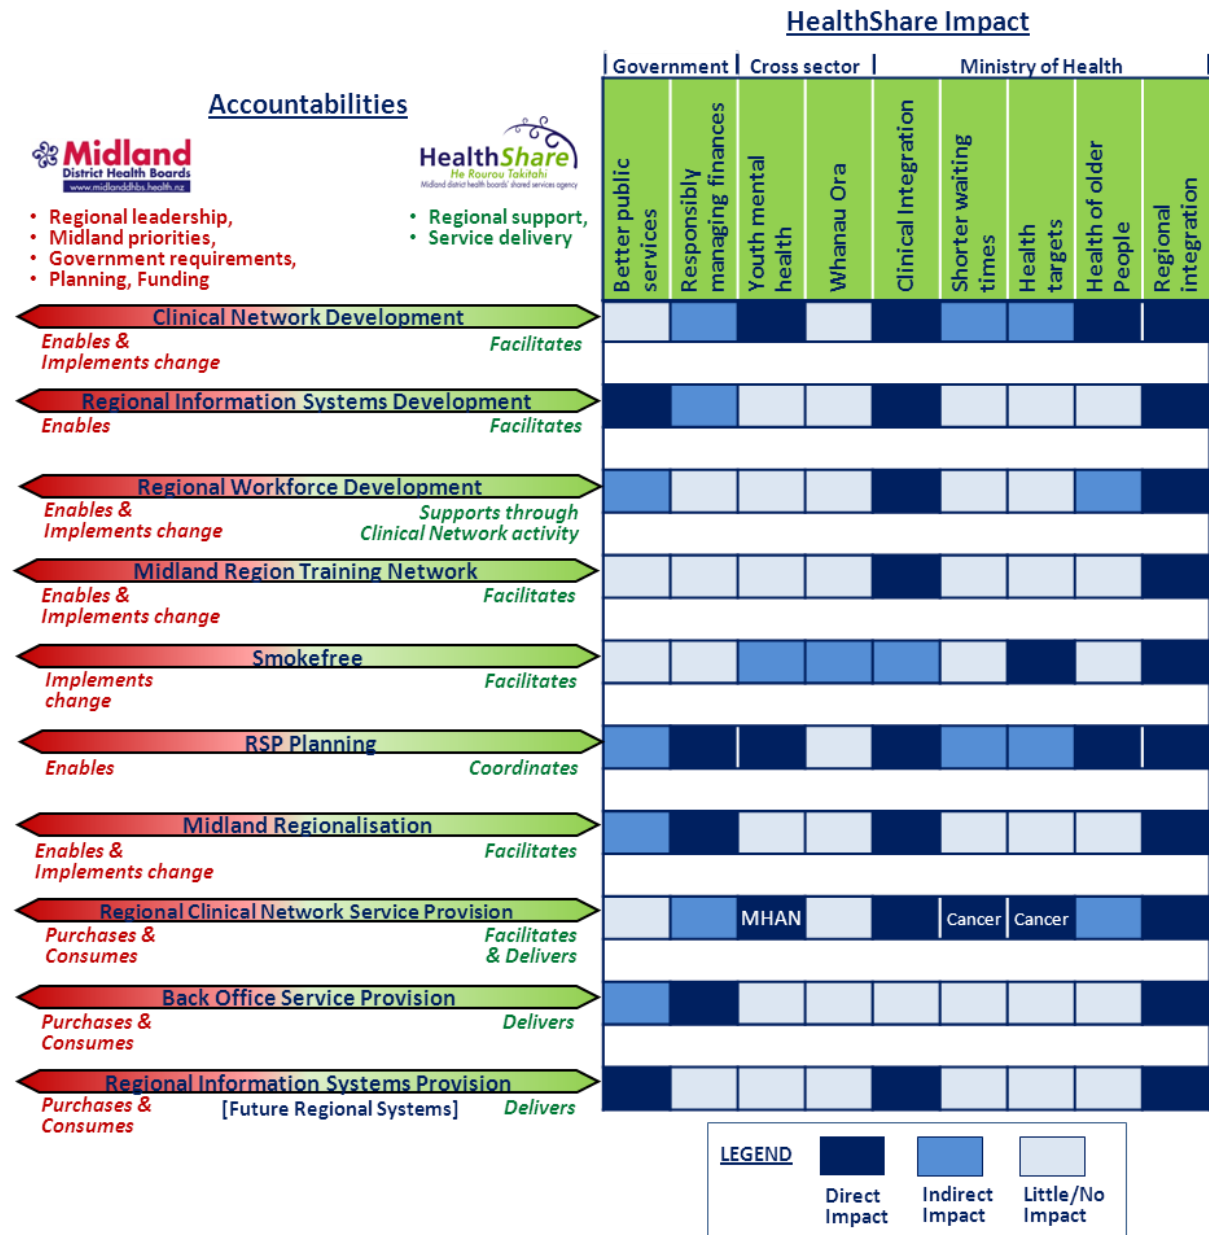 HealthShare Impact
Government
Cross sector
Ministry of Health
Accountabilities
Midland
District Health Boards
www.midlanddhbs.health.nz
HealthShare
He Rourou Takitahi
Midland district health boards' shared services agency
• Regional leadership,
• Midland priorities,
• Government requirements,
• Planning, Funding
• Regional support,
• Service delivery
Better public
services
Responsibly
managing finances
Youth mental
health
Whanau Ora
Clinical Integration
Shorter waiting
times
Health
targets
Health of older
People
Regional
integration
Clinical Network Development
Enables &
Implements change
Facilitates
Regional Information Systems Development
Enables
Facilitates
Regional Workforce Development
Enables &
Implements change
Supports through
Clinical Network activity
Midland Region Training Network
Enables &
Implements change
Facilitates
Smokefree
Implements
change
Facilitates
RSP Planning
Enables
Coordinates
Midland Regionalisation
Enables &
Implements change
Facilitates
Regional Clinical Network Service Provision
Purchases &
Consumes
Facilitates
& Delivers
MHAN
Cancer
Cancer
Back Office Service Provision
Purchases &
Consumes
Delivers
Regional Information Systems Provision
Purchases &
Consumes
[Future Regional Systems]
Delivers
LEGEND
Direct
Impact
Indirect
Impact
Little/No
Impact